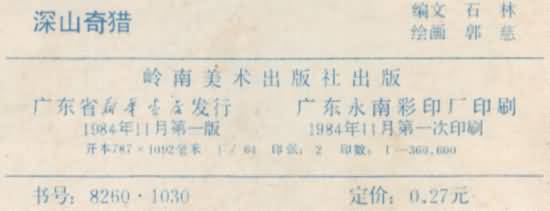 深山奇猎
编文 石林
绘画 郭慈
岭南美术出版社出版
广东省新华书店发行 广东永南彩印厂印刷
1984年11月第一版 1984年11月第一次印刷
开本787×1092毫米 1/64 印张:2 印数:1—360,600
书号:8260·1030 定价:0.27元